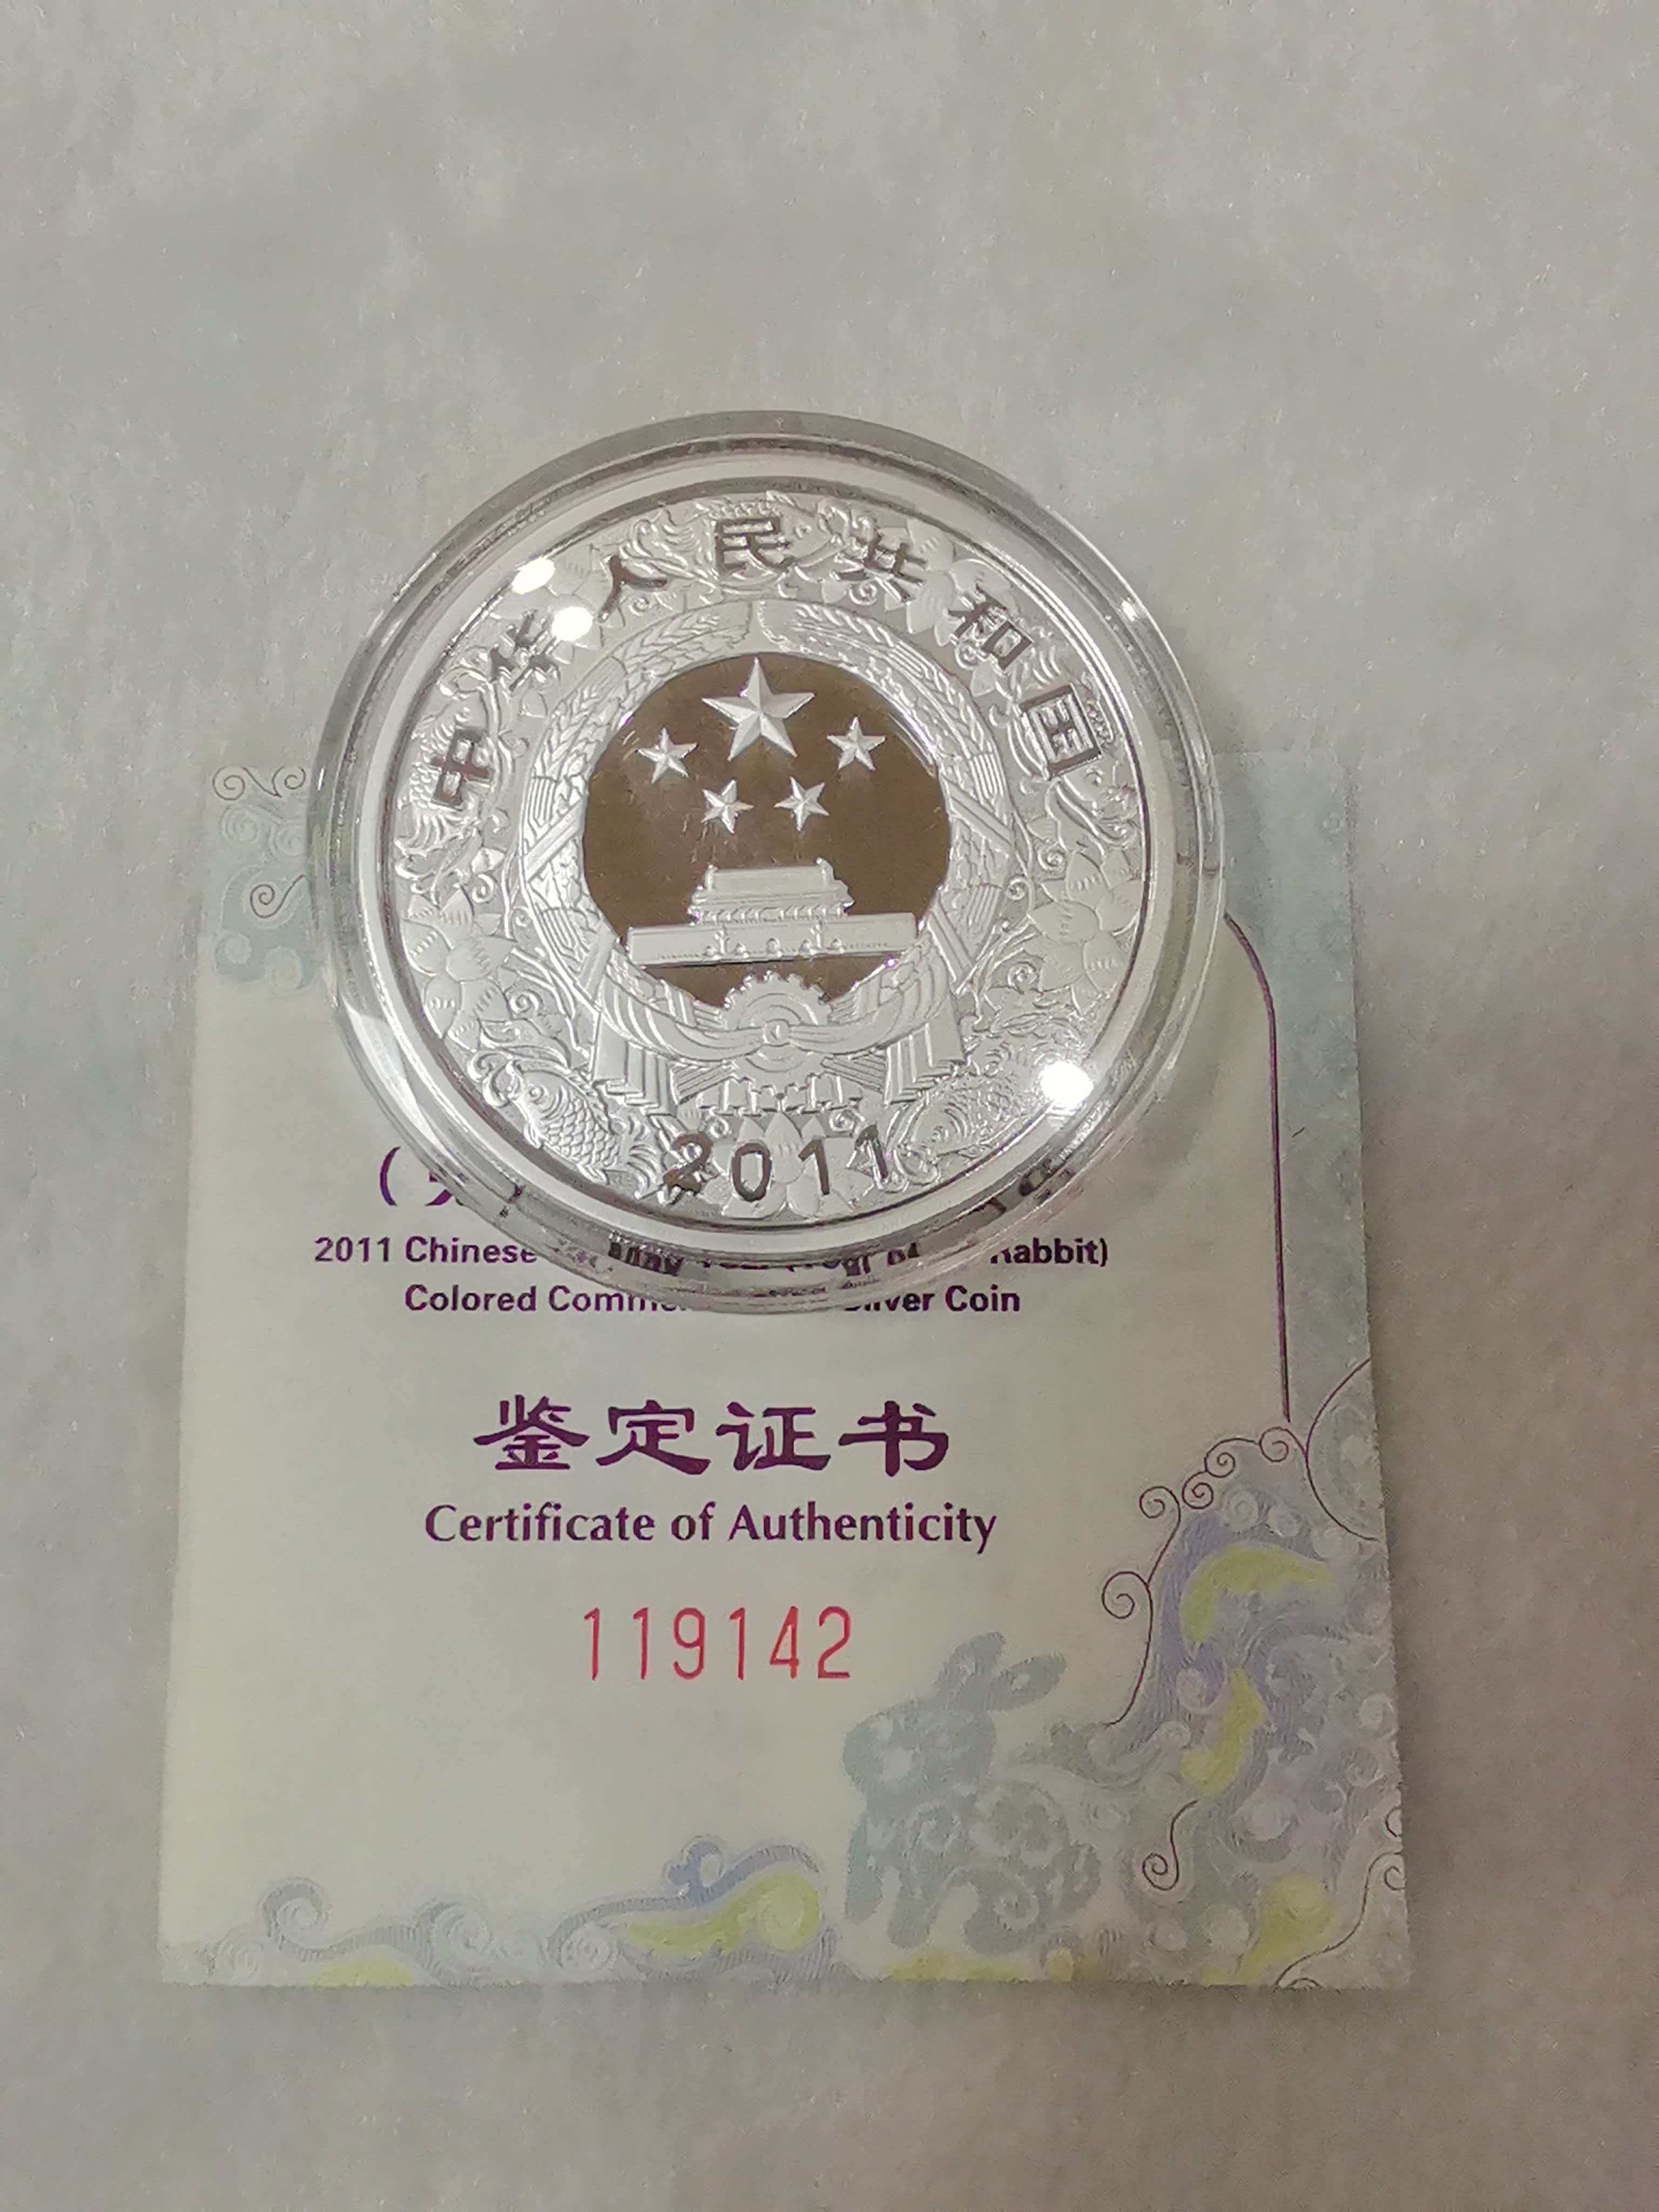 中华人民共和国
2011
2011 Chinese Rabbit)
Colored Silver Coin
鉴定证书
Certificate of Authenticity
119142